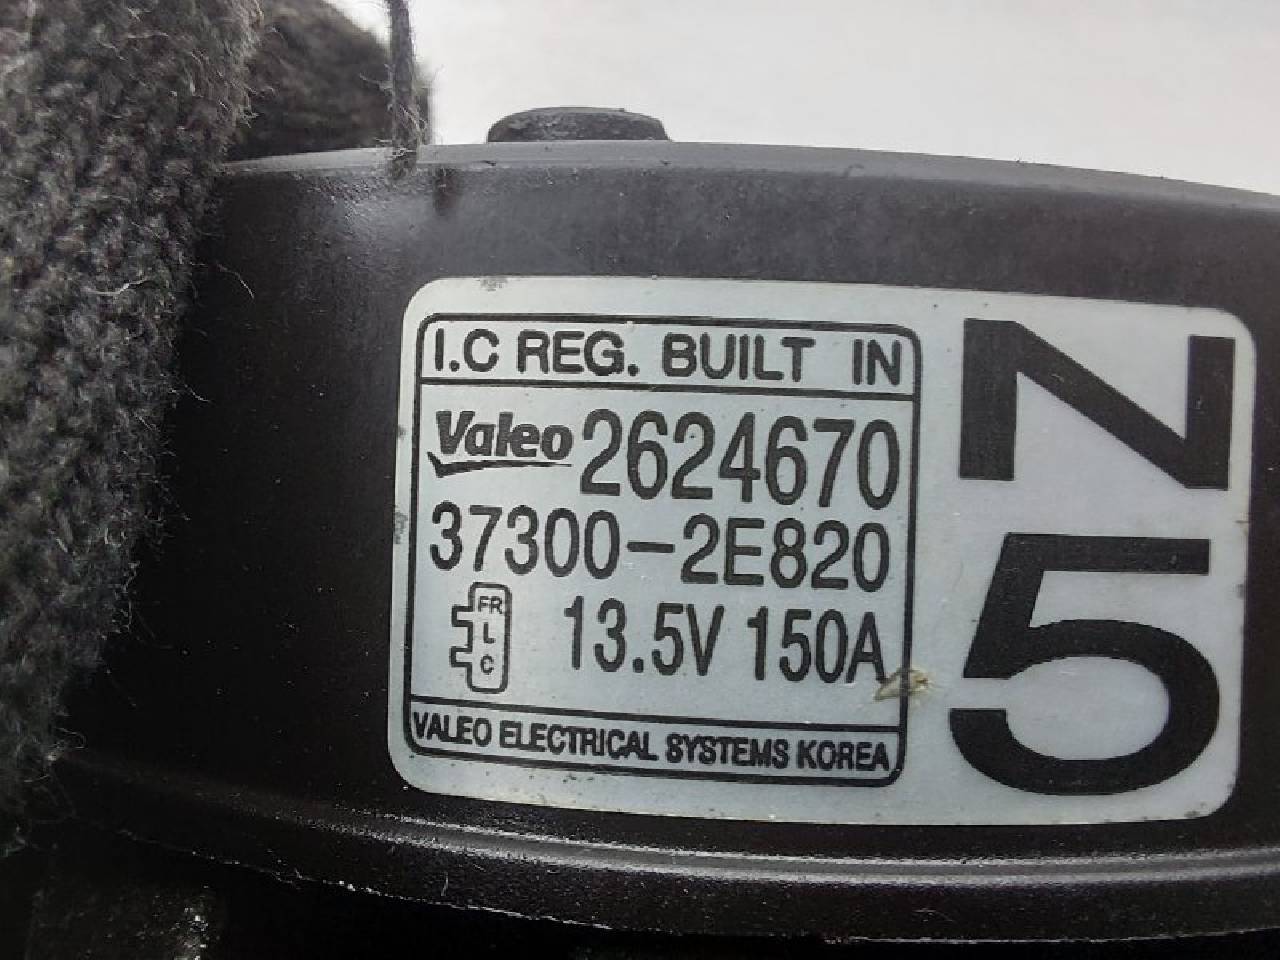 I.C REG. BUILT IN
Valeo 2624670
37300-2E820
FR
L
C
13.5V 150A
VALEO ELECTRICAL SYSTEMS KOREA
N
5